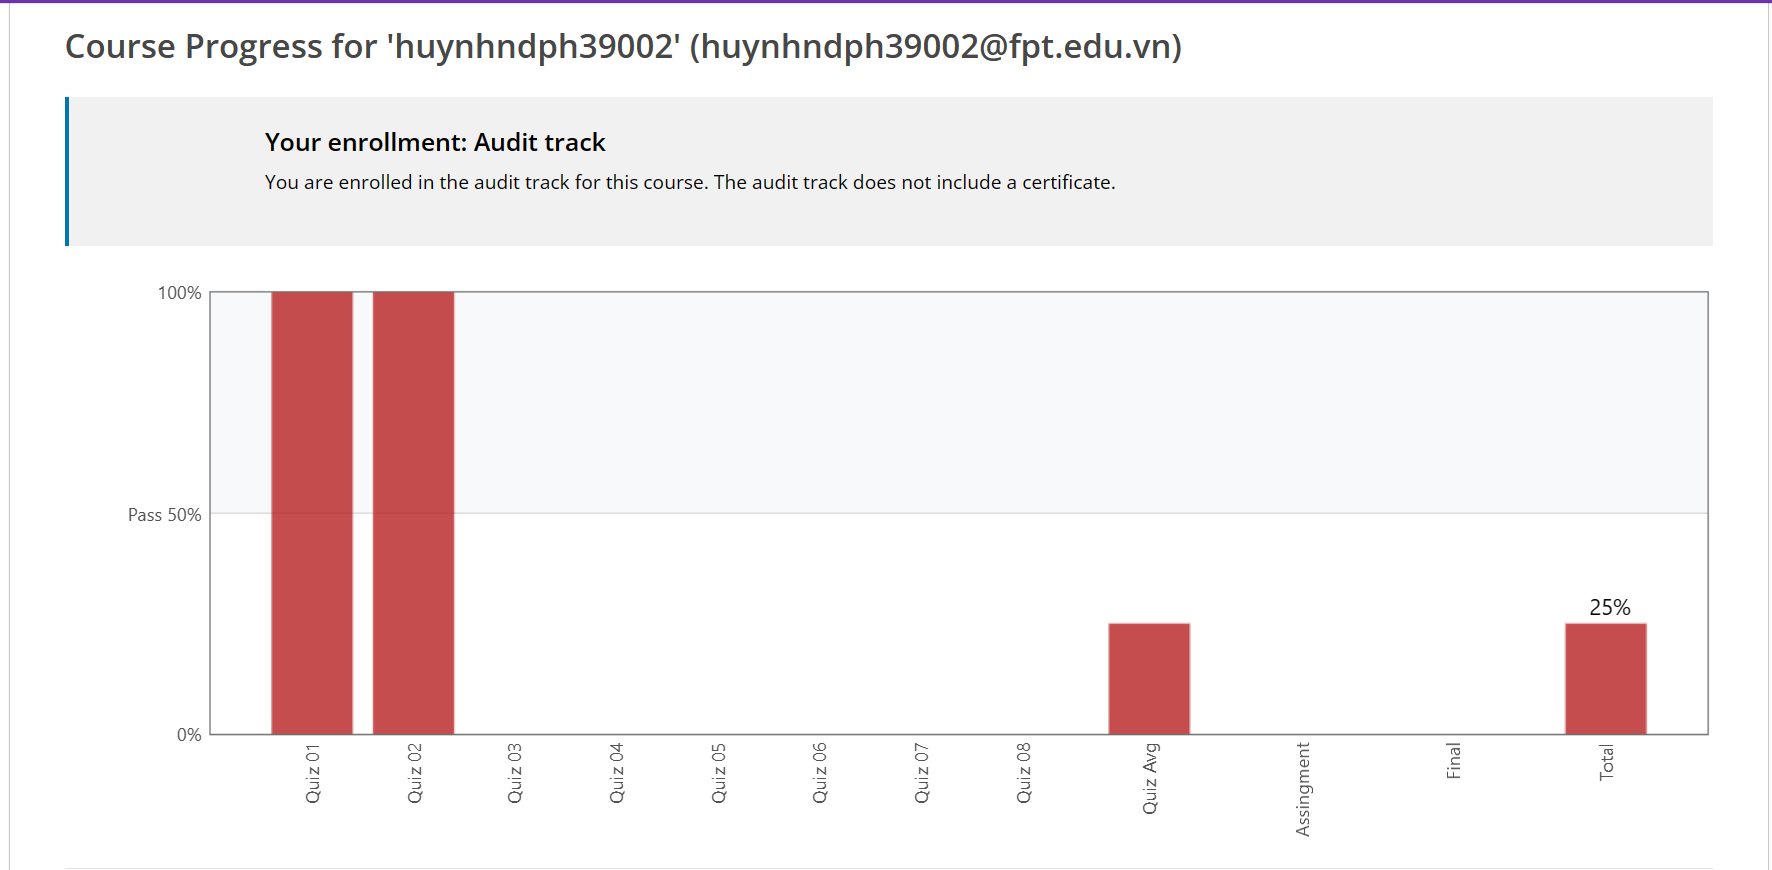 Course Progress for 'huynhndph39002' (huynhndph39002@fpt.edu.vn)
Your enrollment: Audit track
You are enrolled in the audit track for this course. The audit track does not include a certificate.
100%
Pass 50%
0%
25%
Quiz 01
Quiz 02
Quiz 03
Quiz 04
Quiz 05
Quiz 06
Quiz 07
Quiz 08
Quiz Avg
Assingment
Final
Total